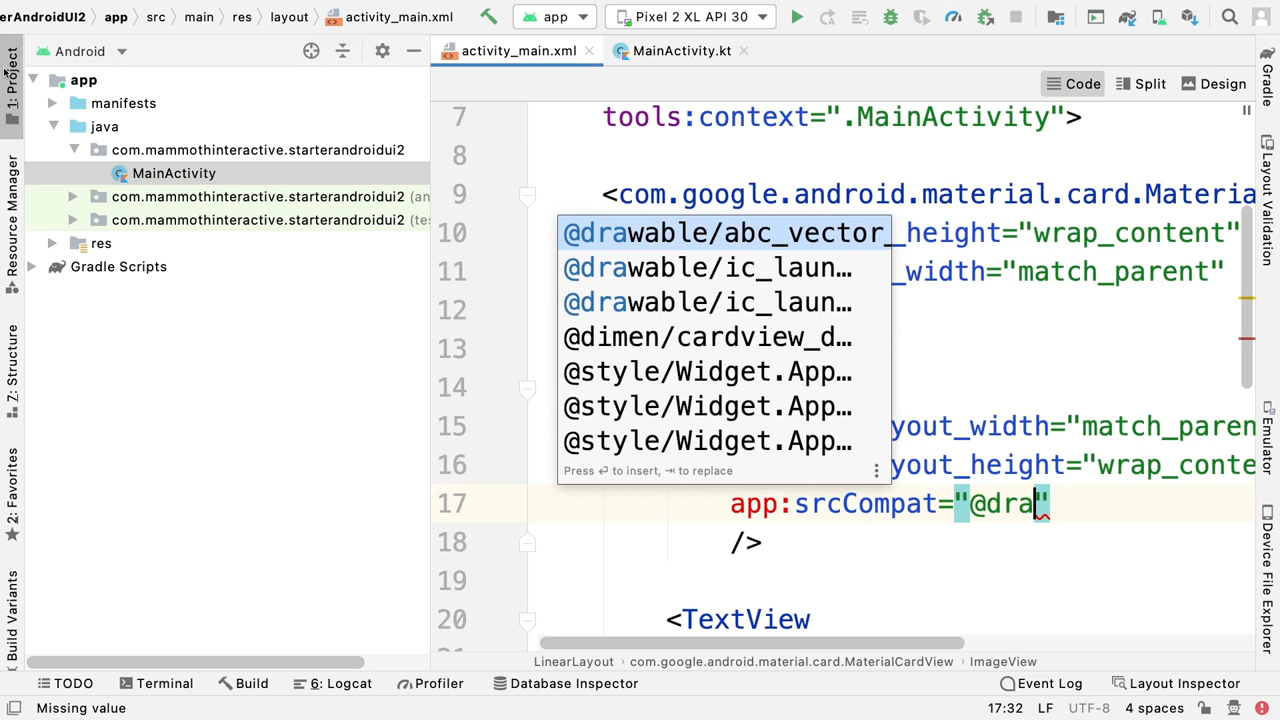 erAndroidUI2 app src main res layout activity_main.xml app Pixel 2 XL API 30
1: Project
Resource Manager
Z: Structure
2: Favorites
Build Variants
Android
app
manifests
java
com.mammothinteractive.starterandroidui2
MainActivity
com.mammothinteractive.starterandroidui2 (an
com.mammothinteractive.starterandroidui2 (te
res
Gradle Scripts
activity_main.xml MainActivity.kt
Code Split Design
7 tools:context=".MainActivity">
8
9 <com.google.android.material.card.Materia
10 _height="wrap_content"
11 _width="match_parent"
12
13
14
15 yout_width="match_paren
16 yout_height="wrap_conte
17 app:srcCompat="@dra"
18 />
19
20 <TextView
@drawable/abc_vector_
@drawable/ic_laun…
@drawable/ic_laun…
@dimen/cardview_d…
@style/Widget.App…
@style/Widget.App…
@style/Widget.App…
Press ⏎ to insert, ⇥ to replace
LinearLayout › com.google.android.material.card.MaterialCardView › ImageView
Gradle
Layout Validation
Emulator
Device File Explorer
TODO Terminal Build 6: Logcat Profiler Database Inspector Event Log Layout Inspector
Missing value 17:32 LF UTF-8 4 spaces